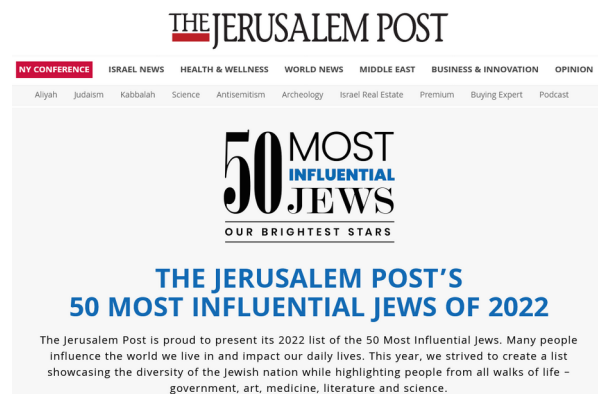 THE JERUSALEM POST
NY CONFERENCE ISRAEL NEWS HEALTH & WELLNESS WORLD NEWS MIDDLE EAST BUSINESS & INNOVATION OPINION
Aliyah Judaism Kabbalah Science Antisemitism Archeology Israel Real Estate Premium Buying Expert Podcast
50 MOST
INFLUENTIAL
JEWS
OUR BRIGHTEST STARS
THE JERUSALEM POST’S
50 MOST INFLUENTIAL JEWS OF 2022
The Jerusalem Post is proud to present its 2022 list of the 50 Most Influential Jews. Many people
influence the world we live in and impact our daily lives. This year, we strived to create a list
showcasing the diversity of the Jewish nation while highlighting people from all walks of life –
government, art, medicine, literature and science.